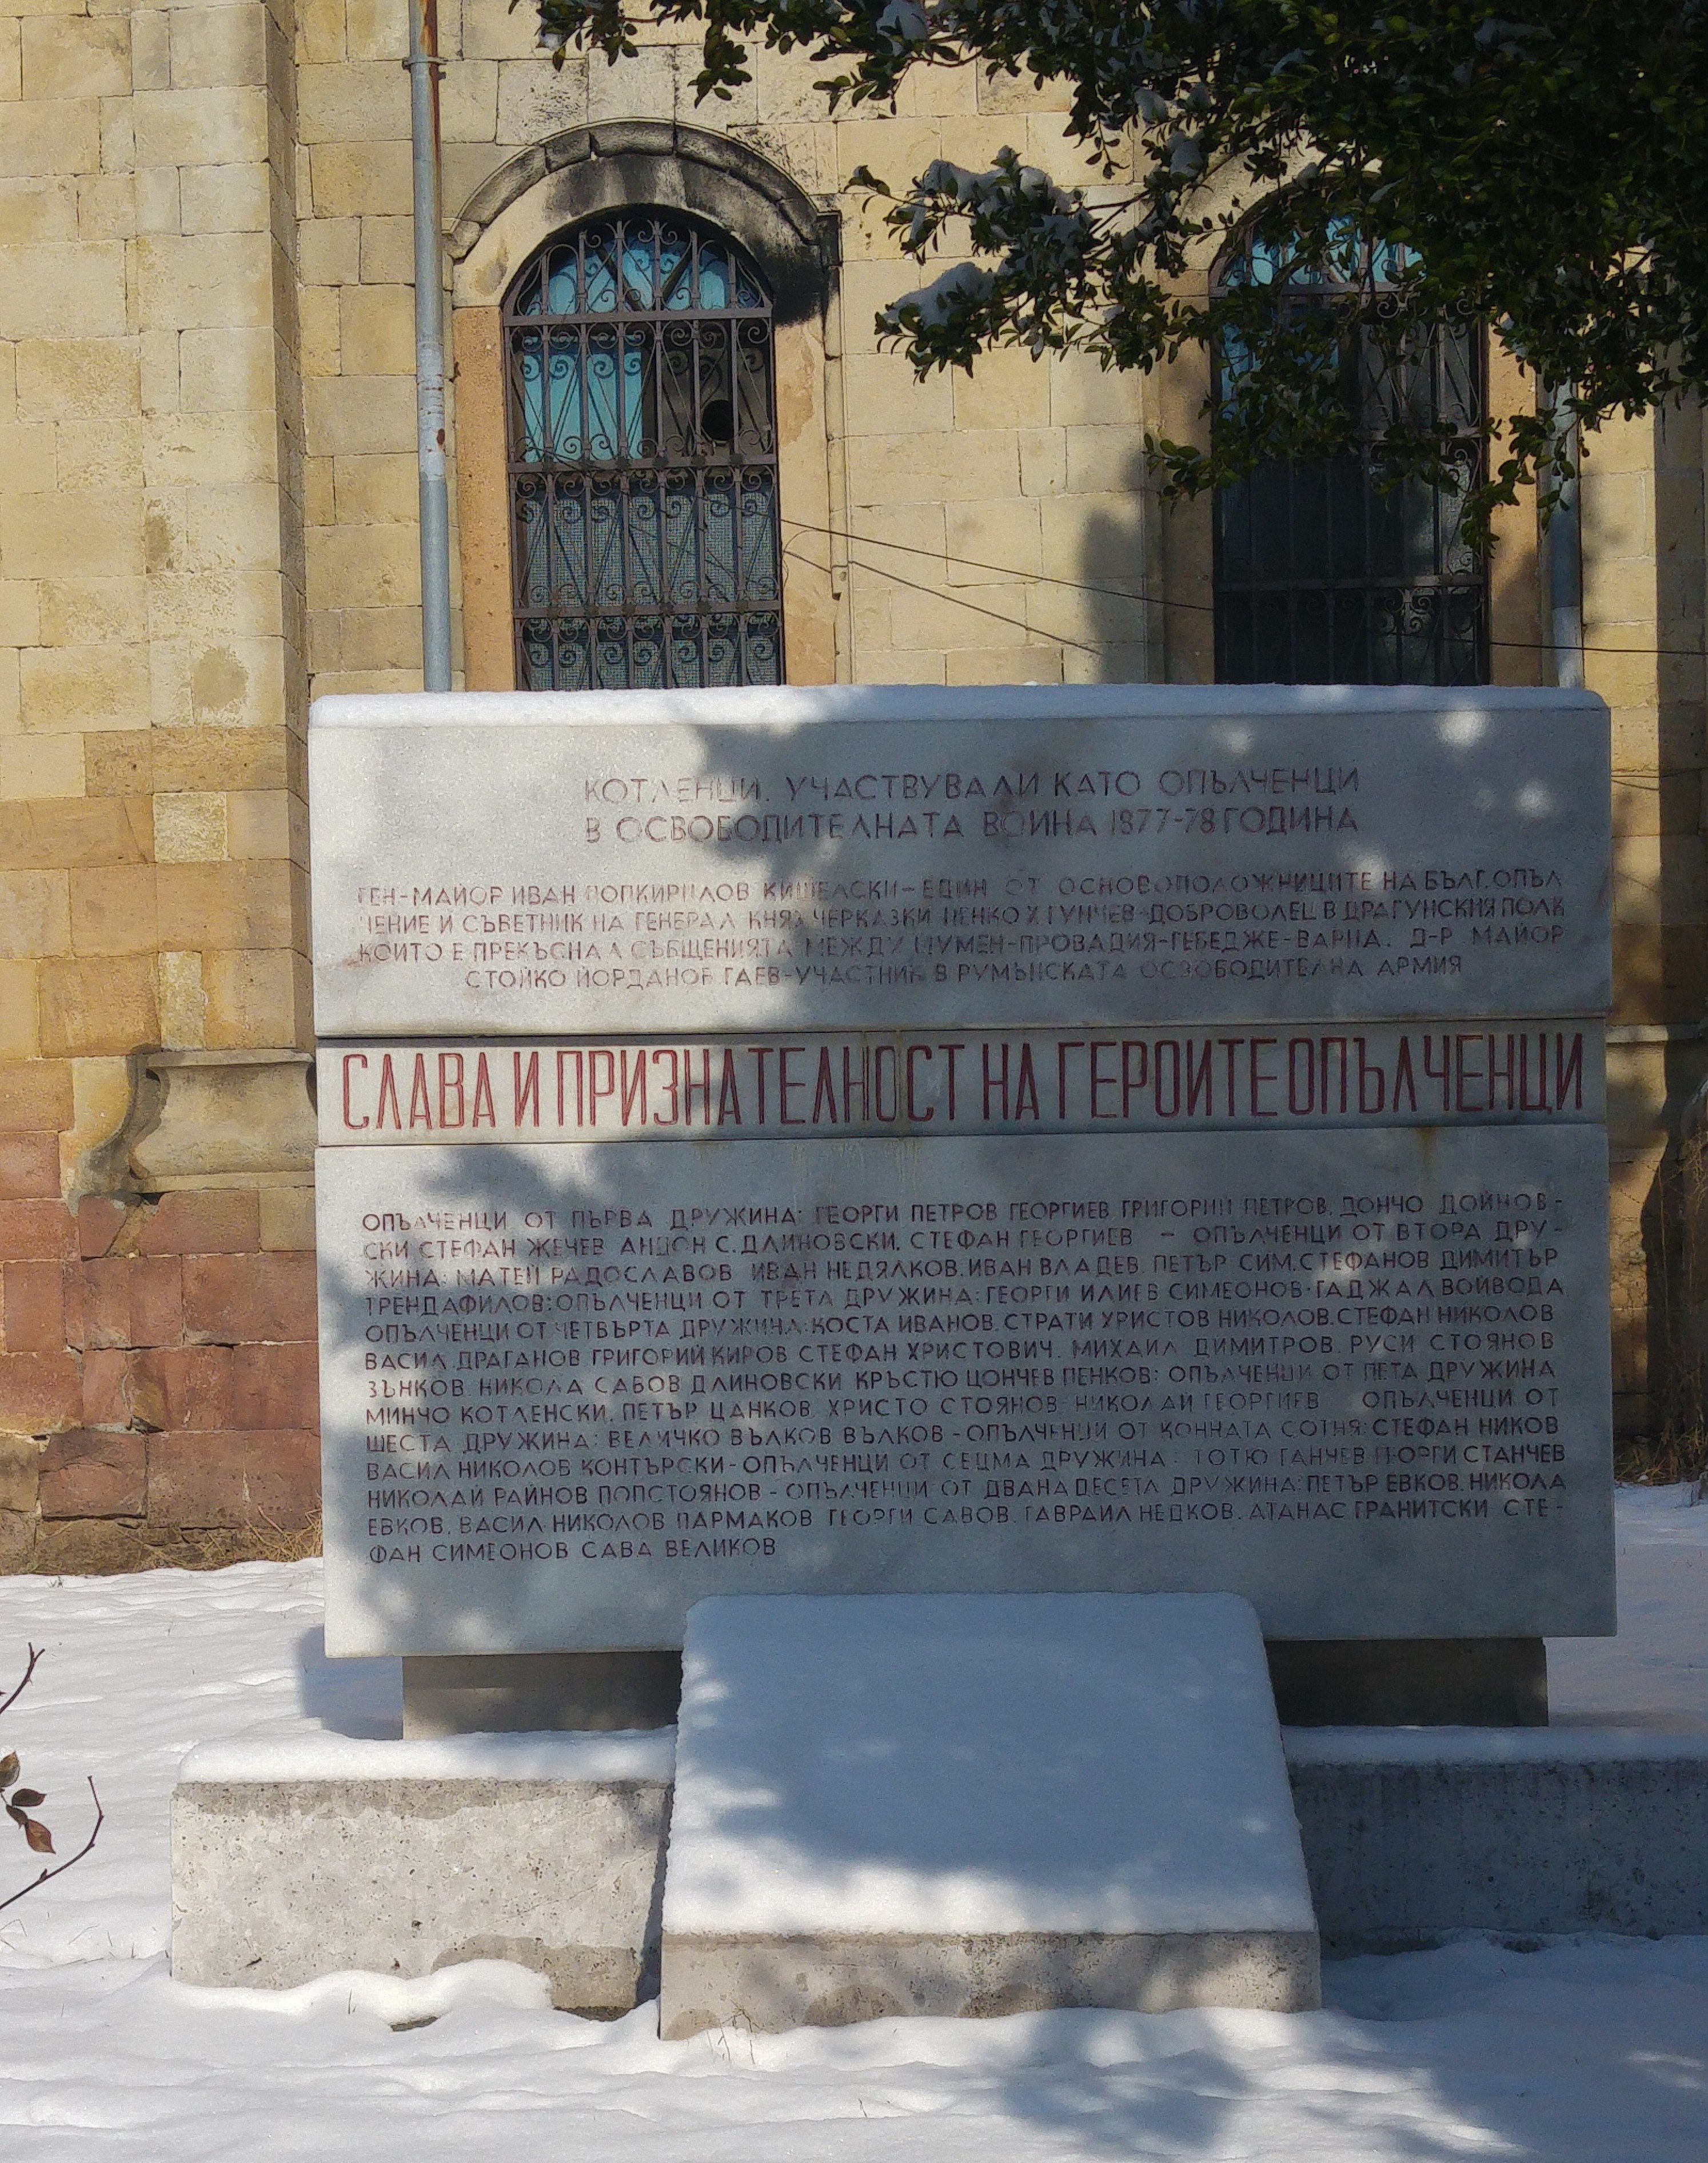 КОТЛЕНЦИ, УЧАСТВУВАЛИ КАТО ОПЪЛЧЕНЦИ
В ОСВОБОДИТЕЛНАТА ВОИНА 1877-78 ГОДИНА
ГЕН-МАЙОР ИВАН ПОПКИРИЛОВ КИШЕЛСКИ-ЕДИН ОТ ОСНОВОПОЛОЖНИЦИТЕ НА БЪЛГ. ОПЪЛ
ЧЕНИЕ И СЪВЕТНИК НА ГЕНЕРАЛ КНЯЗ ЧЕРКАЗКИ ПЕНКО Х ГУНЧЕВ-ДОБРОВОЛЕЦ В ДРАГУНСКИЯ ПОЛК
КОИТО Е ПРЕКЪСНАЛ СЪБЩЕНИЯТА МЕЖДУ ШУМЕН-ПРОВАДИЯ-ГЕБЕДЖЕ-ВАРНА. Д-Р МАЙОР
СТОЙКО ЙОРДАНОВ ГАЕВ-УЧАСТНИК В РУМЪНСКАТА ОСВОБОДИТЕЛНА АРМИЯ
СЛАВА И ПРИЗНАТЕЛНОСТ НА ГЕРОИТЕ ОПЪЛЧЕНЦИ
ОПЪЛЧЕНЦИ ОТ ПЪРВА ДРУЖИНА: ГЕОРГИ ПЕТРОВ ГЕОРГИЕВ ГРИГОРИЙ ПЕТРОВ, ДОНЧО ДОЙНОВ-
СКИ СТЕФАН ЖЕЧЕВ С. ДЛИНОВСКИ, СТЕФАН ГЕОРГИЕВ - ОПЪЛЧЕНЦИ ОТ ВТОРА ДРУ-
ЖИНА: МАТЕЙ РАДОСЛАВОВ ИВАН НЕДЯЛКОВ, ИВАН ВЛАДЕВ, ПЕТЪР СИМ. СТЕФАНОВ ДИМИТЪР
ТРЕНДАФИЛОВ: ОПЪЛЧЕНЦИ ОТ ТРЕТА ДРУЖИНА: ГЕОРГИ ИЛИЕВ СИМЕОНОВ-ГАДЖАЛ ВОЙВОДА
ОПЪЛЧЕНЦИ ОТ ЧЕТВЪРТА ДРУЖИНА: КОСТА ИВАНОВ, СТРАТИ ХРИСТОВ НИКОЛОВ, СТЕФАН НИКОЛОВ
ВАСИЛ ДРАГАНОВ ГРИГОРИЙ КИРОВ СТЕФАН ХРИСТОВИЧ, МИХАИЛ ДИМИТРОВ, РУСИ СТОЯНОВ
ЗЪНКОВ, НИКОЛА САБОВ ДЛИНОВСКИ КРЪСТЮ ЦОНЧЕВ ПЕНКОВ: ОПЪЛЧЕНЦИ ОТ ПЕТА ДРУЖИНА
МИНЧО КОТЛЕНСКИ, ПЕТЪР ЦАНКОВ, ХРИСТО СТОЯНОВ- НИКОЛАЙ ГЕОРГИЕВ ОПЪЛЧЕНЦИ ОТ
ШЕСТА ДРУЖИНА: ВЕЛИЧКО ВЪЛКОВ ВЪЛКОВ - ОПЪЛЧЕНЦИ ОТ КОННАТА СОТНЯ: СТЕФАН НИКОВ
ВАСИЛ НИКОЛОВ КОНТЪРСКИ - ОПЪЛЧЕНЦИ ОТ СЕДМА ДРУЖИНА: ТОТЮ ГАНЧЕВ ГЕОРГИ СТАНЧЕВ
НИКОЛАЙ РАЙНОВ ПОПСТОЯНОВ - ОПЪЛЧЕНЦИ ОТ ДВАНАДЕСЕТА ДРУЖИНА: ПЕТЪР ЕВКОВ, НИКОЛА
ЕВКОВ, ВАСИЛ НИКОЛОВ ПАРМАКОВ ГЕОРГИ САВОВ, ГАВРАИЛ НЕДКОВ, АТАНАС ГРАНИТСКИ СТЕ-
ФАН СИМЕОНОВ САВА ВЕЛИКОВ